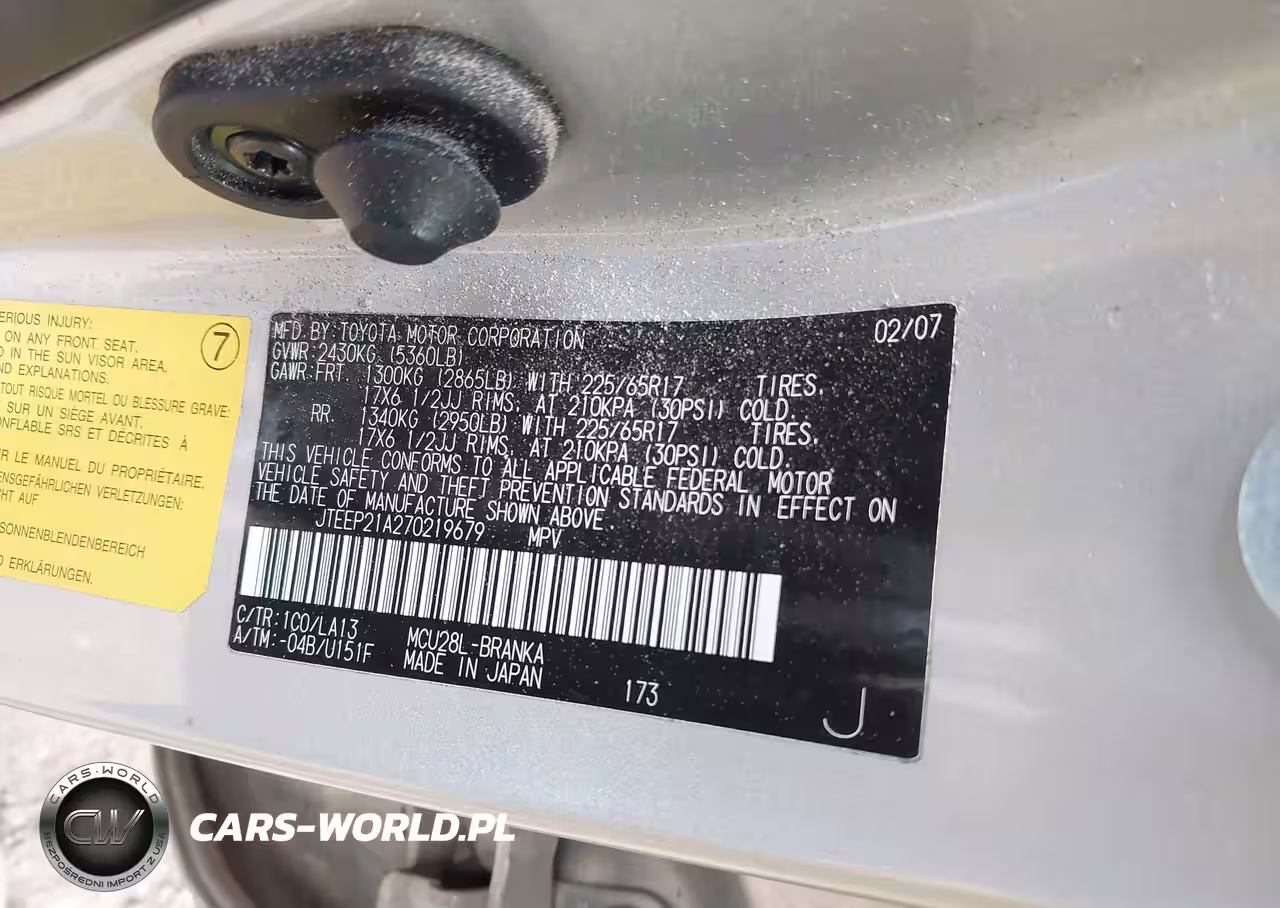 ERIOUS INJURY:
ON ANY FRONT SEAT.
IN THE SUN VISOR AREA.
ND EXPLANATIONS.
TOUT RISQUE MORTEL OU BLESSURE GRAVE:
SUR UN SIÈGE AVANT.
ONFLABLE SRS ET DÉCRITES À
R LE MANUEL DU PROPRIÉTAIRE.
ENSGEFÄHRLICHEN VERLETZUNGEN:
HT AUF
SONNENBLENDENBEREICH
D ERKLÄRUNGEN.
7
MFD. BY: TOYOTA MOTOR CORPORATION 02/07
GVWR: 2430KG (5360LB)
GAWR: FRT. 1300KG (2865LB) WITH 225/65R17 TIRES,
17X6 1/2JJ RIMS, AT 210KPA (30PSI) COLD.
RR. 1340KG (2950LB) WITH 225/65R17 TIRES,
17X6 1/2JJ RIMS, AT 210KPA (30PSI) COLD.
THIS VEHICLE CONFORMS TO ALL APPLICABLE FEDERAL MOTOR
VEHICLE SAFETY AND THEFT PREVENTION STANDARDS IN EFFECT ON
THE DATE OF MANUFACTURE SHOWN ABOVE.
JTEEP21A270219679 MPV
C/TR: 1C0/LA13
A/TM: -04B/U151F
MCU28L-BRANKA
MADE IN JAPAN
173
J
CARS-WORLD
CW
BEZPOŚREDNI IMPORT Z USA
CARS-WORLD.PL